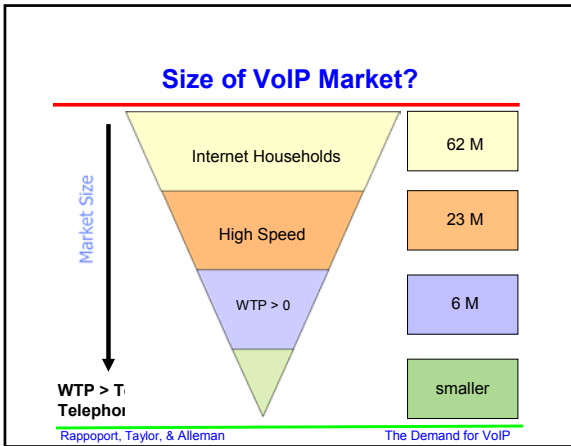 Size of VoIP Market?
Market Size
Internet Households
62 M
High Speed
23 M
WTP > 0
6 M
smaller
WTP >
Rappoport, Taylor, & Alleman
The Demand for VoIP